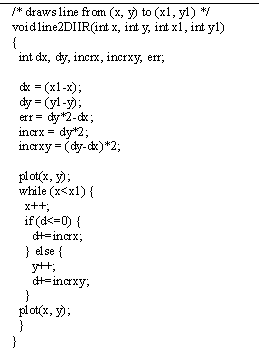 /* draws line from (x, y) to (x1, y1) */
void line2DIIR(int x, int y, int x1, int y1)
{
int dx, dy, incrx, incrxy, err;
dx = (x1-x);
dy = (y1-y);
err = dy*2-dx;
incrx = dy*2;
incrxy = (dy-dx)*2;
plot(x, y);
while (x<x1) {
x++;
if (d<=0) {
d+=incrx;
} else {
y++;
d+=incrxy;
}
plot(x, y);
}
}